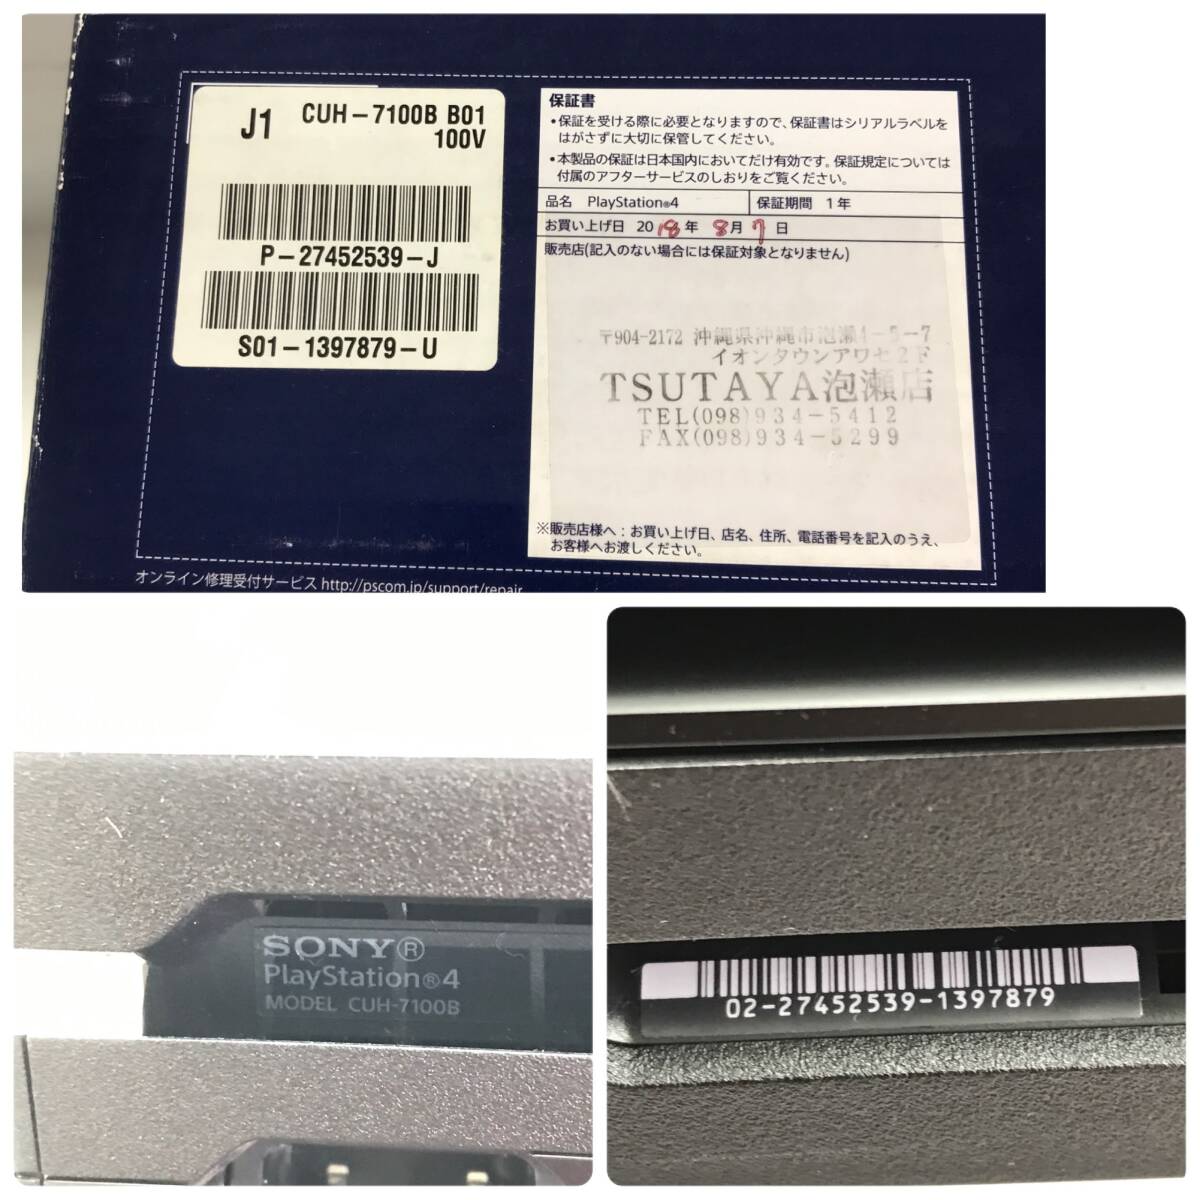 J1 CUH-7100B B01
100V
P-27452539-J
S01-1397879-U
保証書
•保証を受ける際に必要となりますので、保証書はシリアルラベルを
はがさずに大切に保管してください。
•本製品の保証は日本国内においてだけ有効です。保証規定については
付属のアフターサービスのしおりをご覧ください。
品名 PlayStation®4 保証期間 1年
お買い上げ日 2018年 8月 7日
販売店(記入のない場合には保証対象となりません)
〒904-2172 沖縄県沖縄市泡瀬4-5-7
イオンタウンアワセ2F
TSUTAYA泡瀬店
TEL(098)934-5412
FAX(098)934-5299
※販売店様へ:お買い上げ日、店名、住所、電話番号を記入のうえ、
お客様へお渡しください。
オンライン修理受付サービス http://pscom.jp/support/repair
SONY®
PlayStation®4
MODEL CUH-7100B
02-27452539-1397879